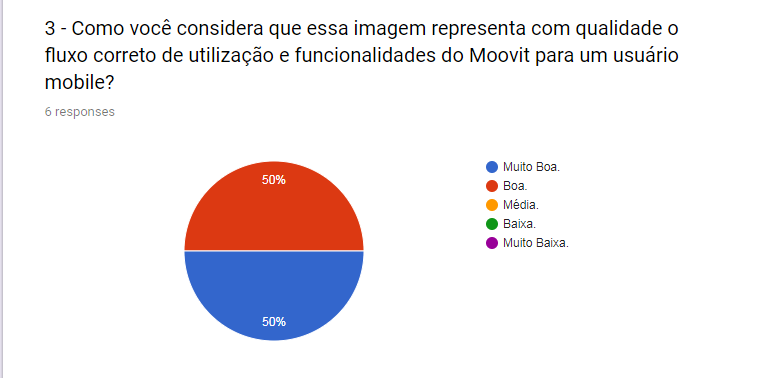 3 - Como você considera que essa imagem representa com qualidade o
fluxo correto de utilização e funcionalidades do Moovit para um usuário
mobile?
6 responses
50%
50%
Muito Boa.
Boa.
Média.
Baixa.
Muito Baixa.